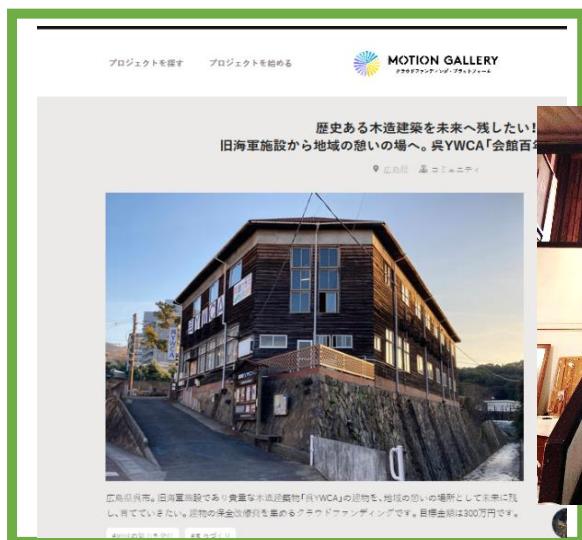 プロジェクトを探す プロジェクトを始める
MOTION GALLERY
クラウドファンディング・プラットフォーム
歴史ある木造建築を未来へ残したい!
旧海軍施設から地域の憩いの場へ。呉YWCA「会館百年
広島県 コミュニティ
呉YWCA
広島県呉市。旧海軍施設であり貴重な木造建築物「呉YWCA」の建物を、地域の憩いの場所として未来に残
し、育てていきたい。建物の保全改修費を集めるクラウドファンディングです。目標金額は300万円です。